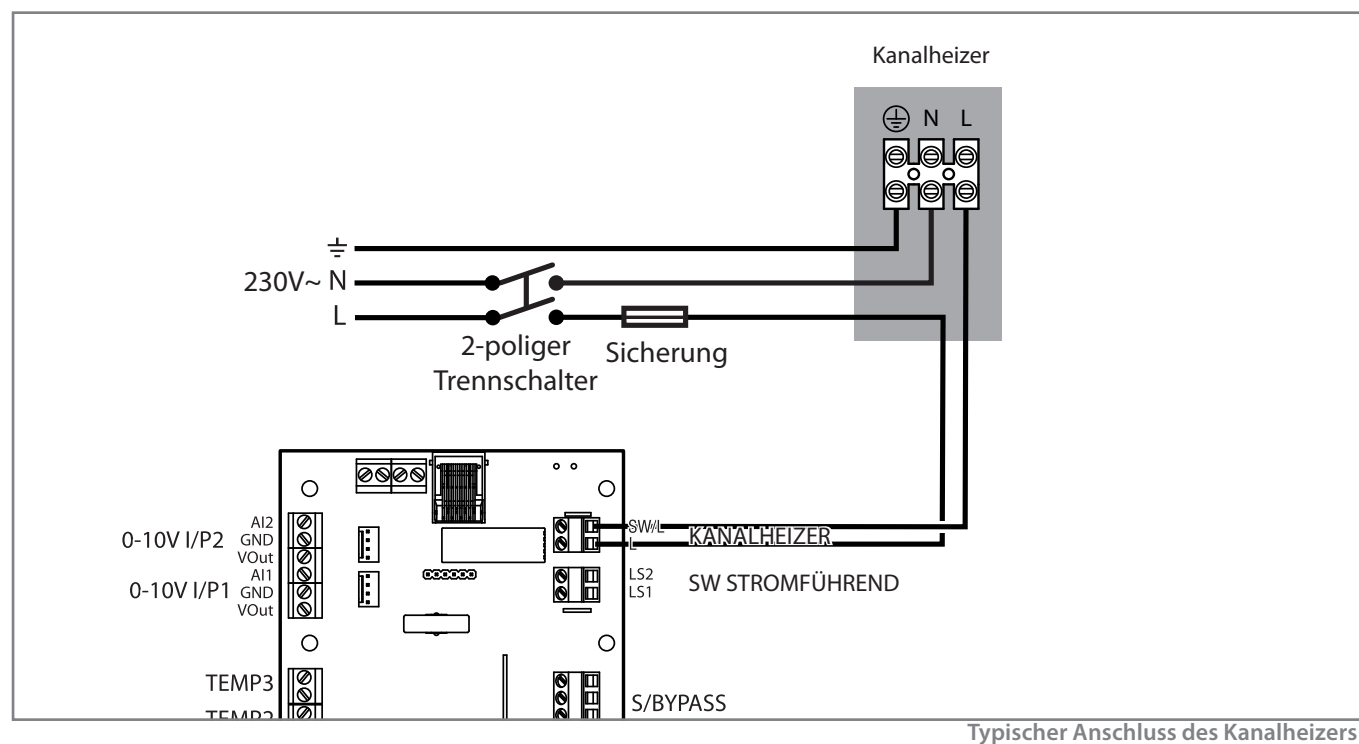 Kanalheizer
N L
230V~ N
L
2-poliger
Trennschalter
Sicherung
AI2
0-10V I/P2 GND
VOut
AI1
0-10V I/P1 GND
VOut
SW/L
KANALHEIZER
L
LS2
SW STROMFÜHREND
LS1
TEMP3
S/BYPASS
TEMP2
Typischer Anschluss des Kanalheizers